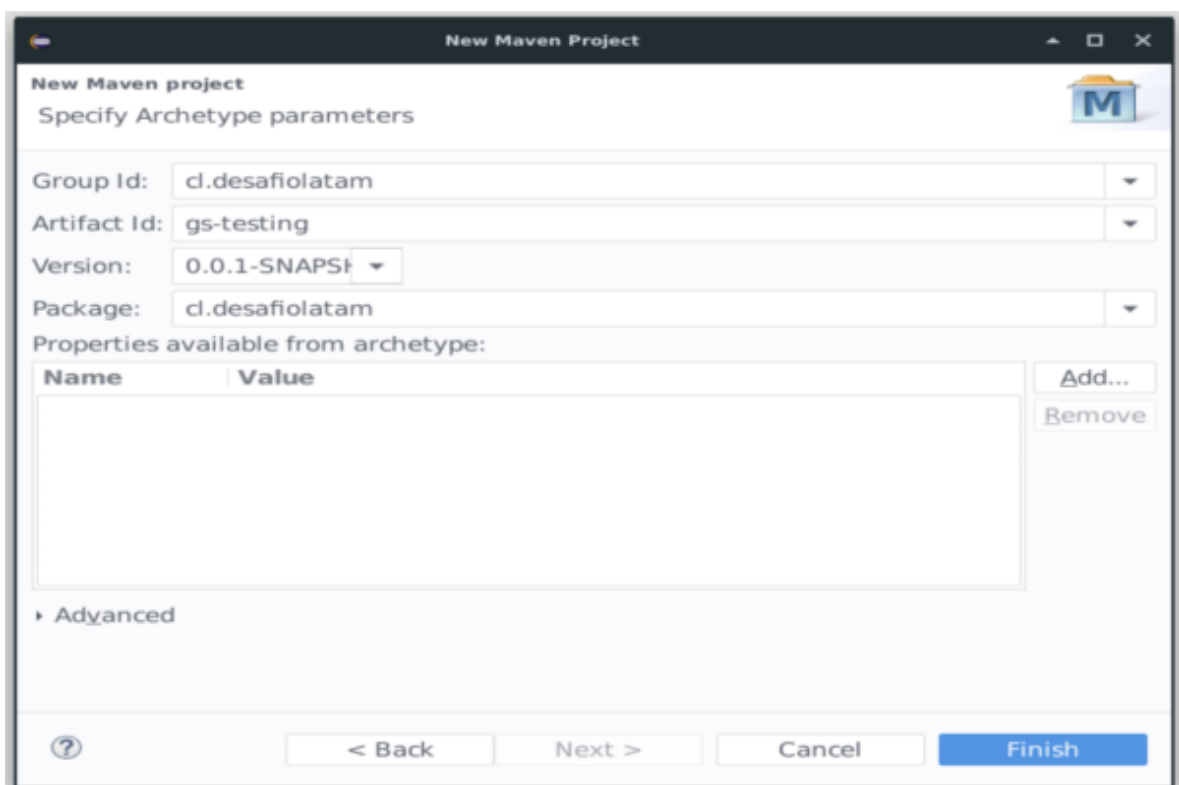 New Maven Project
New Maven project
Specify Archetype parameters
M
Group Id: cl.desafiolatam
Artifact Id: gs-testing
Version: 0.0.1-SNAPSH
Package: cl.desafiolatam
Properties available from archetype:
Name Value
Add...
Remove
Advanced
? < Back Next > Cancel Finish